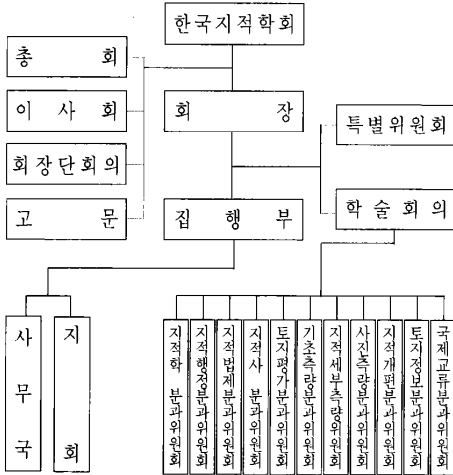 한국지적학회
총 회
이 사 회
회 장
특별위원회
회장단회의
고 문
집 행 부
학 술 회 의
사 무 국
지 회
지적학 분과위원회
지적행정분과위원회
지적법제분과위원회
지적사 분과위원회
토지평가분과위원회
기초측량분과위원회
지적세부측량위원회
사진측량분과위원회
지적개편분과위원회
토지정보분과위원회
국제교류분과위원회